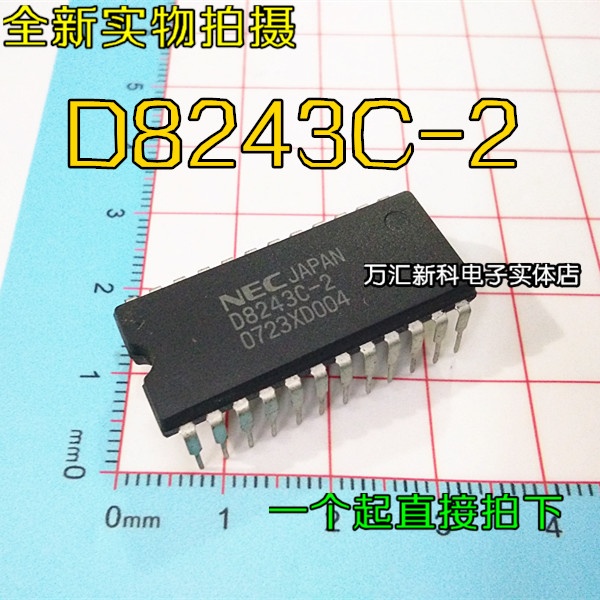 全新实物拍摄
D8243C-2
NEC JAPAN
D8243C-2
0723XD004
万汇新科电子实体店
一个起直接拍下
5
3
2
1
mm0
0mm 1 2 3 4